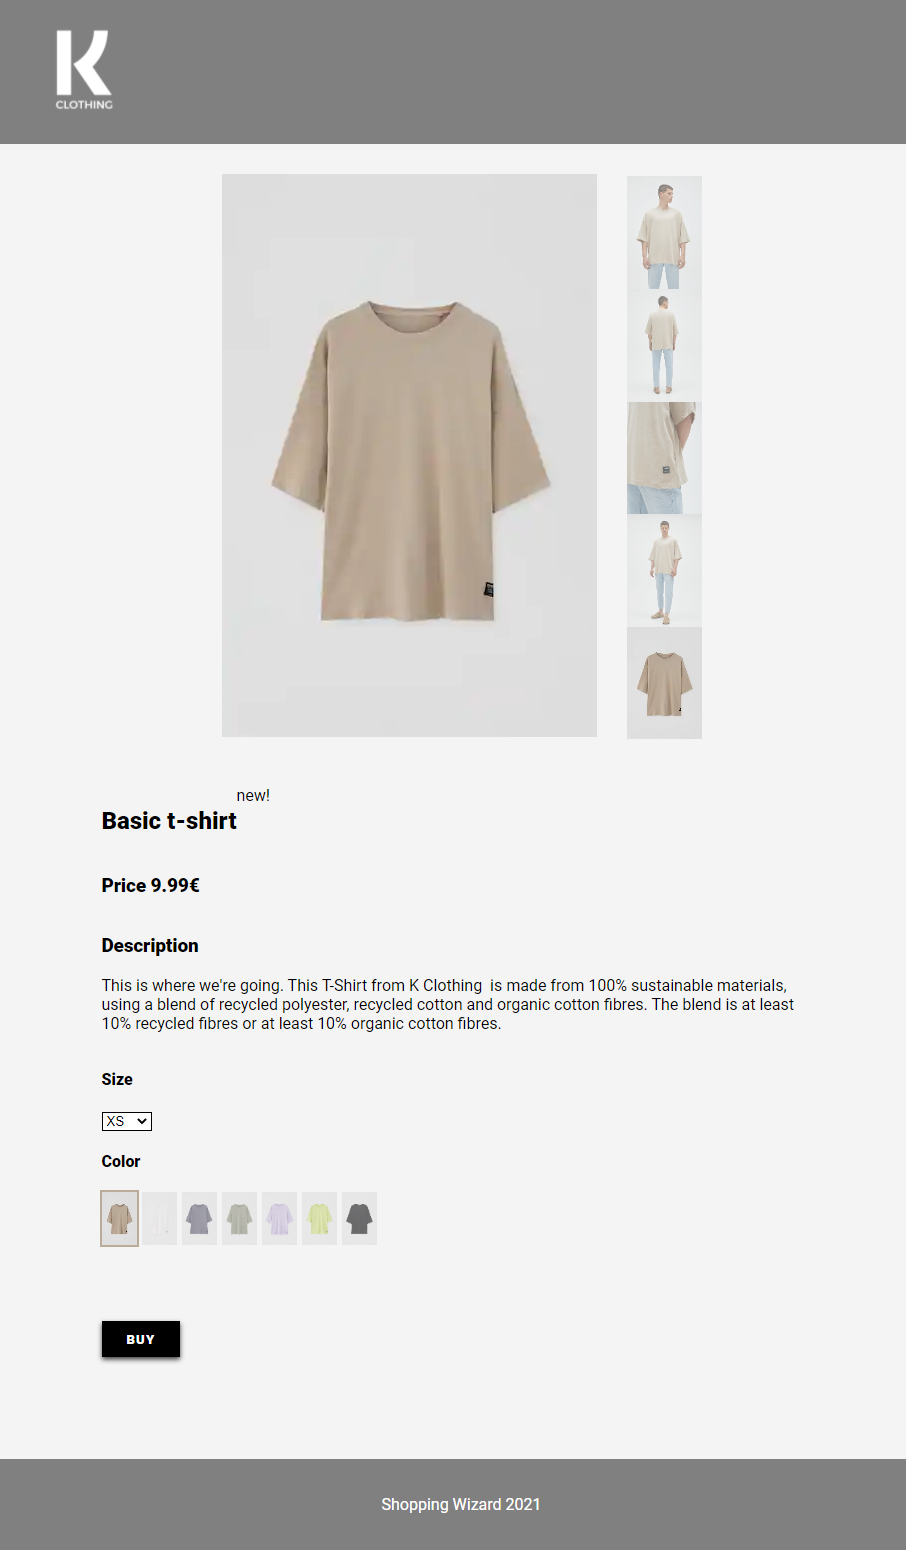 K
CLOTHING
new!
Basic t-shirt
Price 9.99€
Description
This is where we're going. This T-Shirt from K Clothing  is made from 100% sustainable materials,
using a blend of recycled polyester, recycled cotton and organic cotton fibres. The blend is at least
10% recycled fibres or at least 10% organic cotton fibres.
Size
XS
Color
BUY
Shopping Wizard 2021